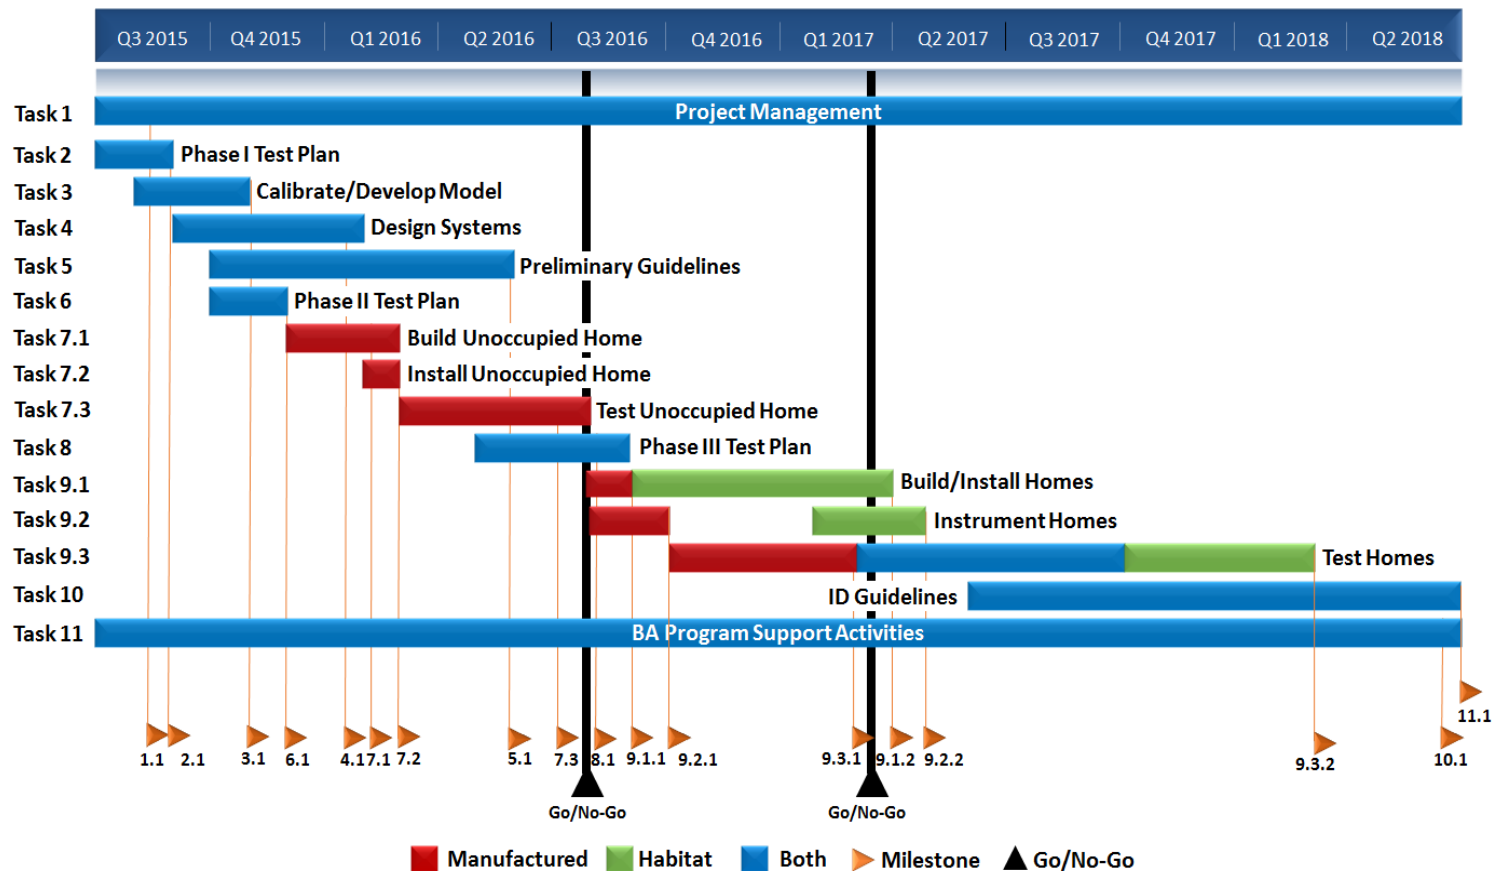 Q3 2015 Q4 2015 Q1 2016 Q2 2016 Q3 2016 Q4 2016 Q1 2017 Q2 2017 Q3 2017 Q4 2017 Q1 2018 Q2 2018
Task 1 Project Management
Task 2 Phase I Test Plan
Task 3 Calibrate/Develop Model
Task 4 Design Systems
Task 5 Preliminary Guidelines
Task 6 Phase II Test Plan
Task 7.1 Build Unoccupied Home
Task 7.2 Install Unoccupied Home
Task 7.3 Test Unoccupied Home
Task 8 Phase III Test Plan
Task 9.1 Build/Install Homes
Task 9.2 Instrument Homes
Task 9.3 Test Homes
Task 10 ID Guidelines
Task 11 BA Program Support Activities
11.1
1.1 2.1 3.1 6.1 4.1 7.1 7.2 5.1 7.3 8.1 9.1.1 9.2.1 9.3.1 9.1.2 9.2.2 9.3.2 10.1
Go/No-Go Go/No-Go
Manufactured Habitat Both Milestone Go/No-Go